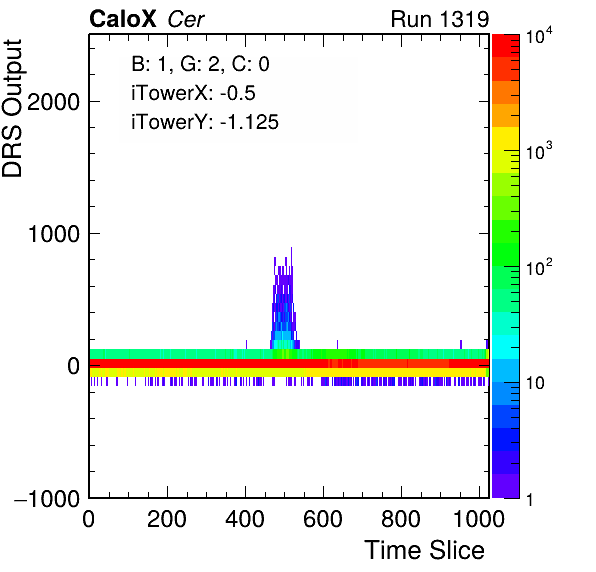 CaloX Cer Run 1319
B: 1, G: 2, C: 0
iTowerX: -0.5
iTowerY: -1.125
DRS Output
2000
1000
0
−1000
0 200 400 600 800 1000
Time Slice
10^4
10^3
10^2
10
1